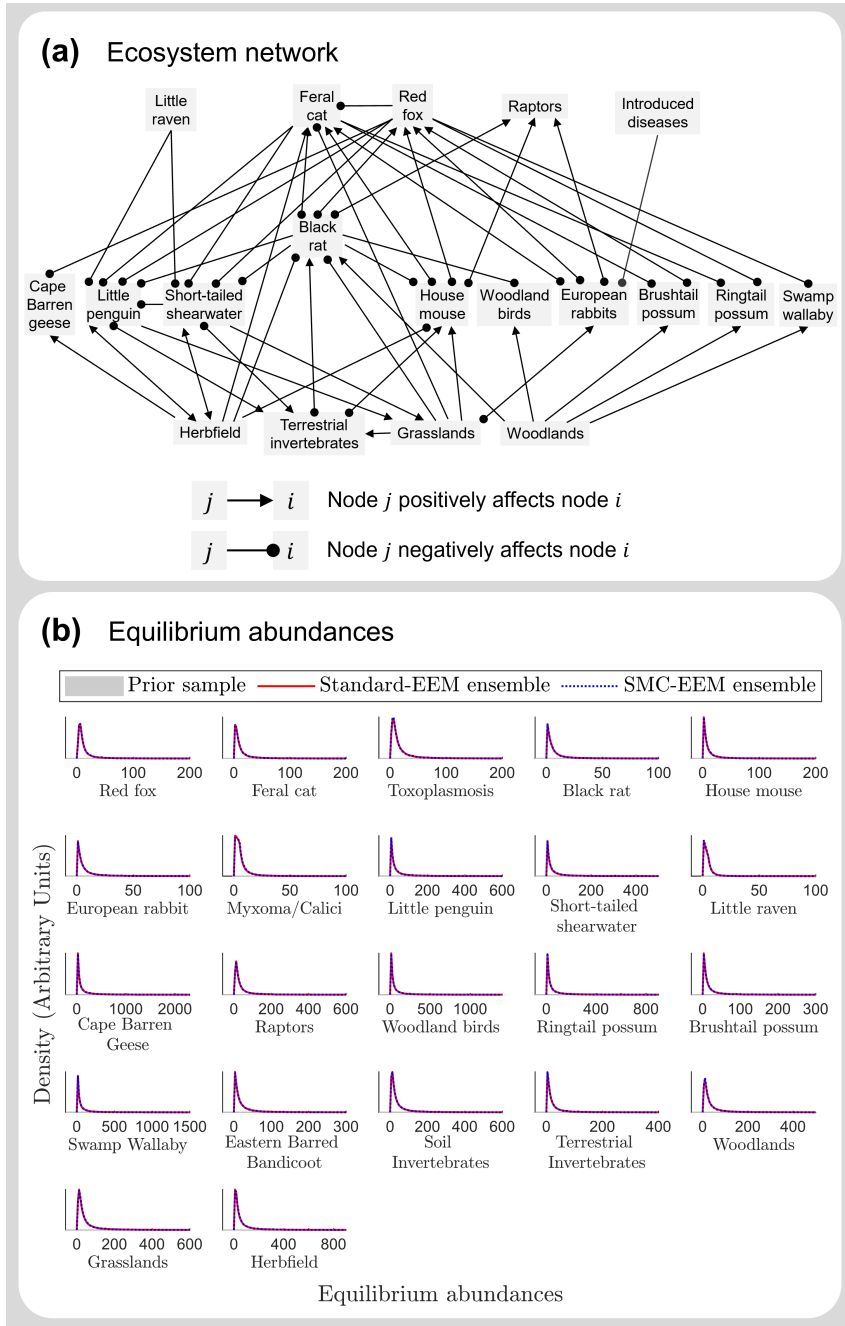 (a) Ecosystem network
Little
raven
Feral
cat
Red
fox
Raptors
Introduced
diseases
Black
rat
Cape
Barren
geese
Little
penguin
Short-tailed
shearwater
House
mouse
Woodland
birds
European
rabbits
Brushtail
possum
Ringtail
possum
Swamp
wallaby
Herbfield
Terrestrial
invertebrates
Grasslands
Woodlands
j i Node j positively affects node i
j i Node j negatively affects node i
(b) Equilibrium abundances
Prior sample Standard-EEM ensemble SMC-EEM ensemble
Density (Arbitrary Units)
0 100 200
Red fox
0 100 200
Feral cat
0 100 200
Toxoplasmosis
0 50 100
Black rat
0 100 200
House mouse
0 50 100
European rabbit
0 50 100
Myxoma/Calici
0 200 400 600
Little penguin
0 200 400
Short-tailed
shearwater
0 50 100
Little raven
0 1000 2000
Cape Barren
Geese
0 200 400 600
Raptors
0 500 1000
Woodland birds
0 400 800
Ringtail possum
0 100 200 300
Brushtail possum
0 500 1000 1500
Swamp Wallaby
0 100 200 300
Eastern Barred
Bandicoot
0 200 400 600
Soil
Invertebrates
0 200 400
Terrestrial
Invertebrates
0 200 400
Woodlands
0 200 400 600
Grasslands
0 400 800
Herbfield
Equilibrium abundances